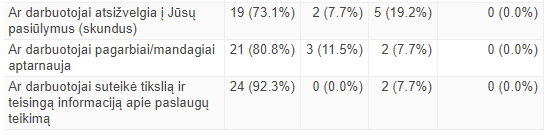 Ar darbuotojai atsižvelgia į Jūsų 19 (73.1%) 2 (7.7%) 5 (19.2%) 0 (0.0%)
pasiūlymus (skundus)
Ar darbuotojai pagarbiai/mandagiai 21 (80.8%) 3 (11.5%) 2 (7.7%) 0 (0.0%)
aptarnauja
Ar darbuotojai suteikė tikslią ir 24 (92.3%) 0 (0.0%) 2 (7.7%) 0 (0.0%)
teisingą informaciją apie paslaugų
teikimą